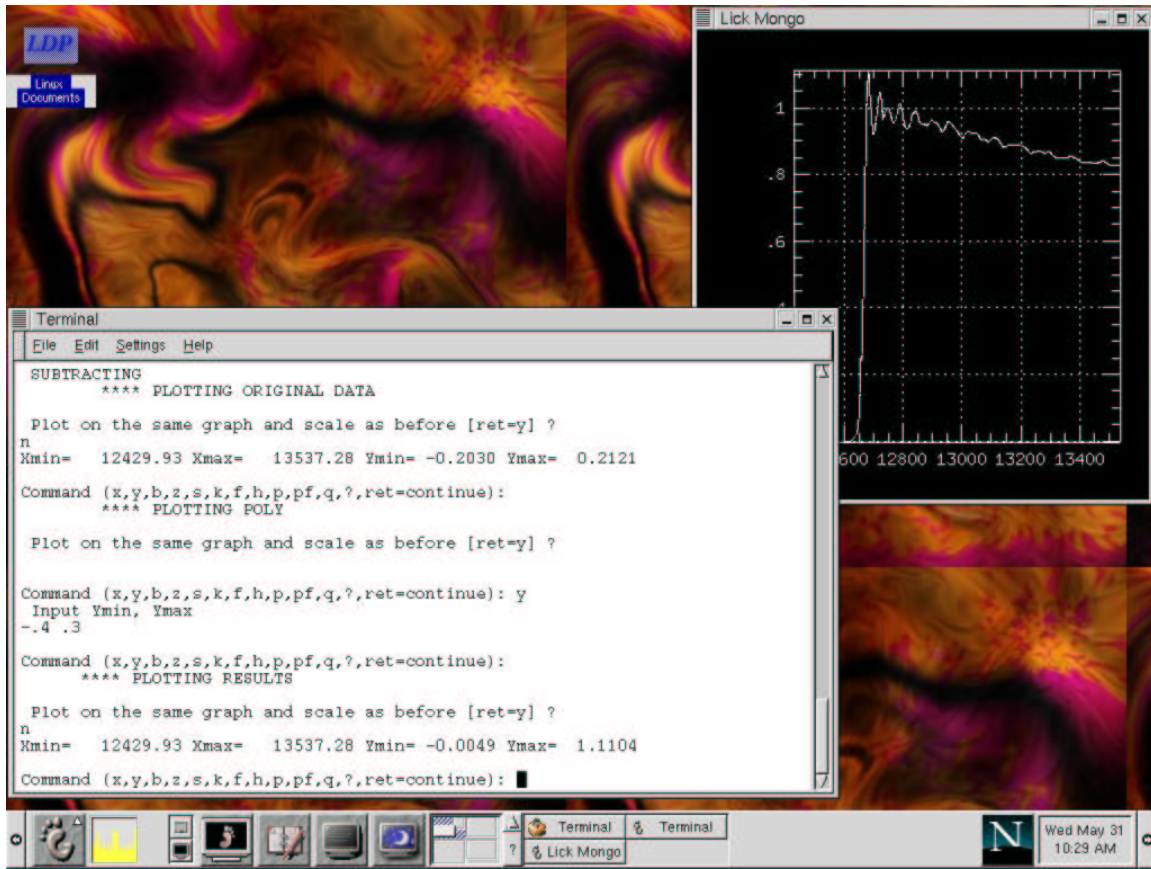 LDP
Linux
Documents
Lick Mongo
1
.8
.6
600 12800 13000 13200 13400
Terminal
File Edit Settings Help
SUBTRACTING
**** PLOTTING ORIGINAL DATA
Plot on the same graph and scale as before [ret=y] ?
n
Xmin= 12429.93 Xmax= 13537.28 Ymin= -0.2030 Ymax= 0.2121
Command (x,y,b,z,s,k,f,h,p,pf,q,?,ret=continue):
**** PLOTTING POLY
Plot on the same graph and scale as before [ret=y] ?
Command (x,y,b,z,s,k,f,h,p,pf,q,?,ret=continue): y
Input Ymin, Ymax
-.4 .3
Command (x,y,b,z,s,k,f,h,p,pf,q,?,ret=continue):
**** PLOTTING RESULTS
Plot on the same graph and scale as before [ret=y] ?
n
Xmin= 12429.93 Xmax= 13537.28 Ymin= -0.0049 Ymax= 1.1104
Command (x,y,b,z,s,k,f,h,p,pf,q,?,ret=continue):
Terminal Terminal
? Lick Mongo
N
Wed May 31
10:29 AM